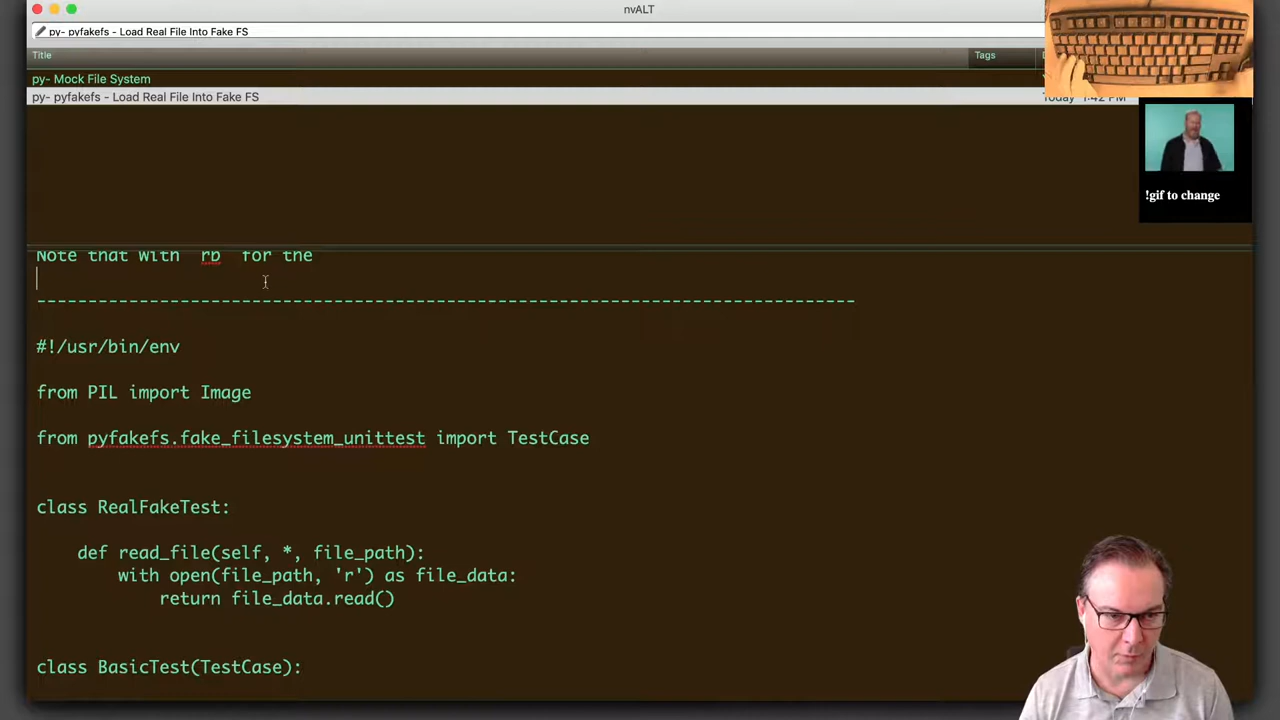 nvALT
py- pyfakefs - Load Real File Into Fake FS
Title
Tags
py- Mock File System
py- pyfakefs - Load Real File Into Fake FS
Today 1:42 PM
!gif to change
Note that with `rb` for the
--------------------------------------------------------------------------------
#!/usr/bin/env
from PIL import Image
from pyfakefs.fake_filesystem_unittest import TestCase
class RealFakeTest:
def read_file(self, *, file_path):
with open(file_path, 'r') as file_data:
return file_data.read()
class BasicTest(TestCase):